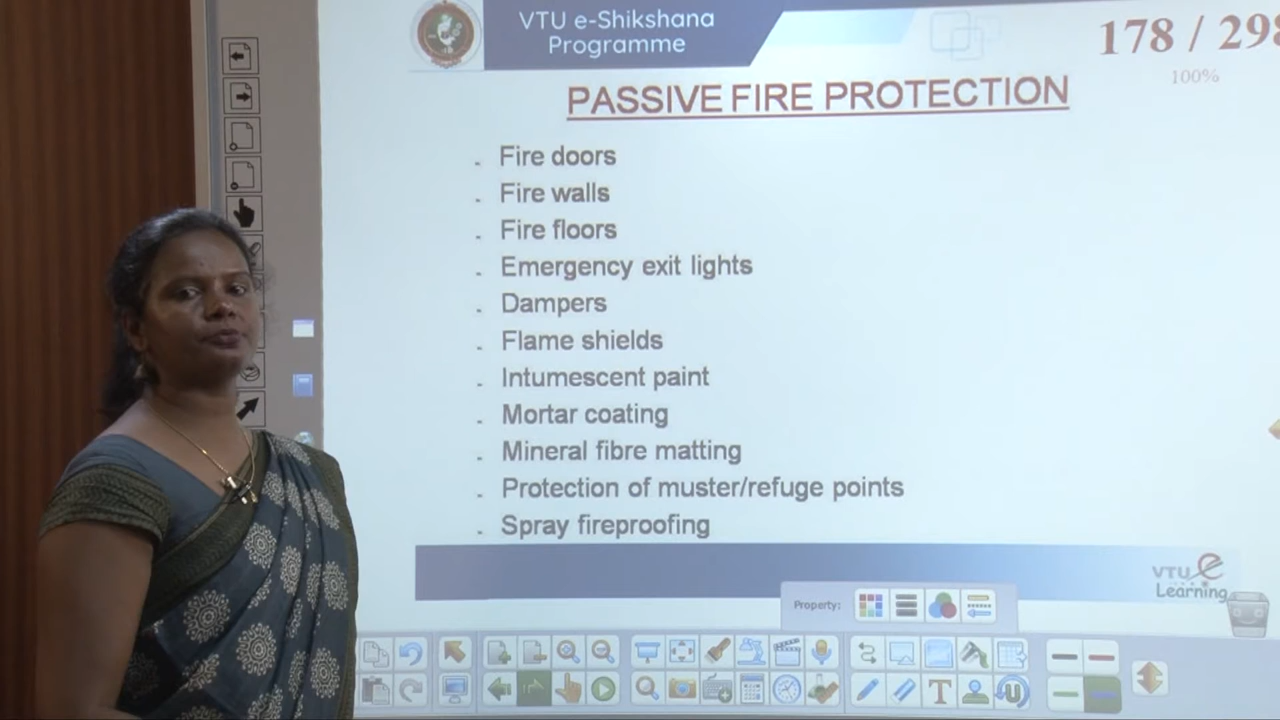 VTU e-Shikshana
Programme
178 / 298
100%
PASSIVE FIRE PROTECTION
. Fire doors
. Fire walls
. Fire floors
. Emergency exit lights
. Dampers
. Flame shields
. Intumescent paint
. Mortar coating
. Mineral fibre matting
. Protection of muster/refuge points
. Spray fireproofing
VTU e
Learning
Property: